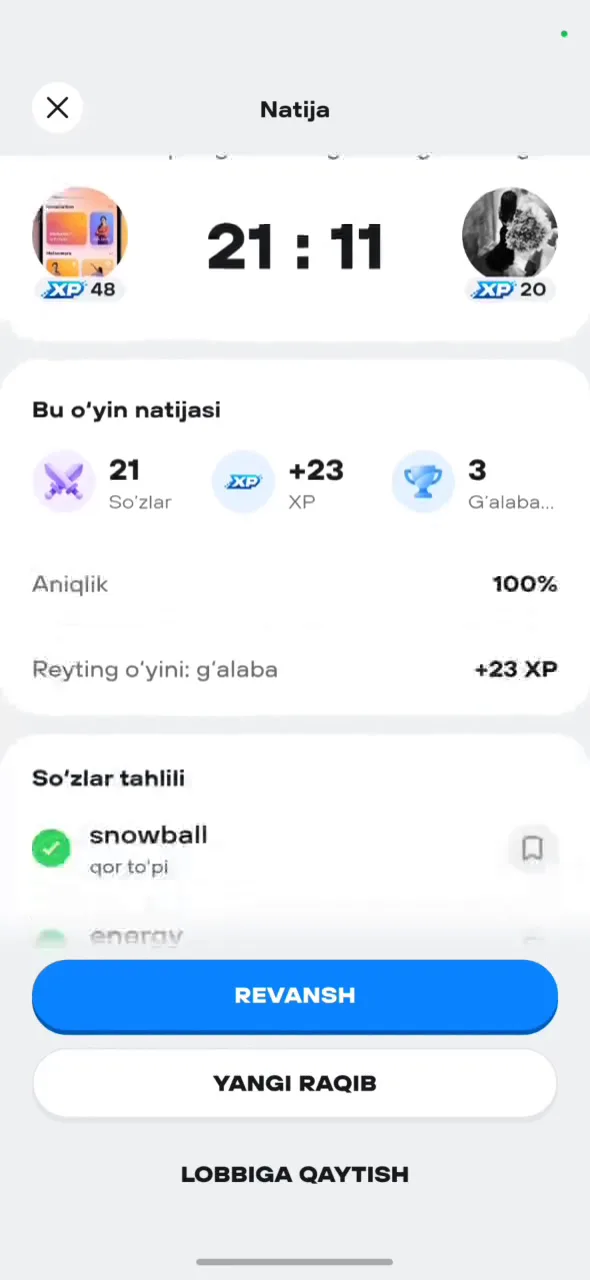 Natija
21 : 11
XP 48
XP 20
Bu o‘yin natijasi
21
So‘zlar
XP
+23
XP
3
G‘alaba...
Aniqlik
100%
Reyting o‘yini: g‘alaba
+23 XP
So‘zlar tahlili
snowball
qor to'pi
energy
REVANSH
YANGI RAQIB
LOBBIGA QAYTISH